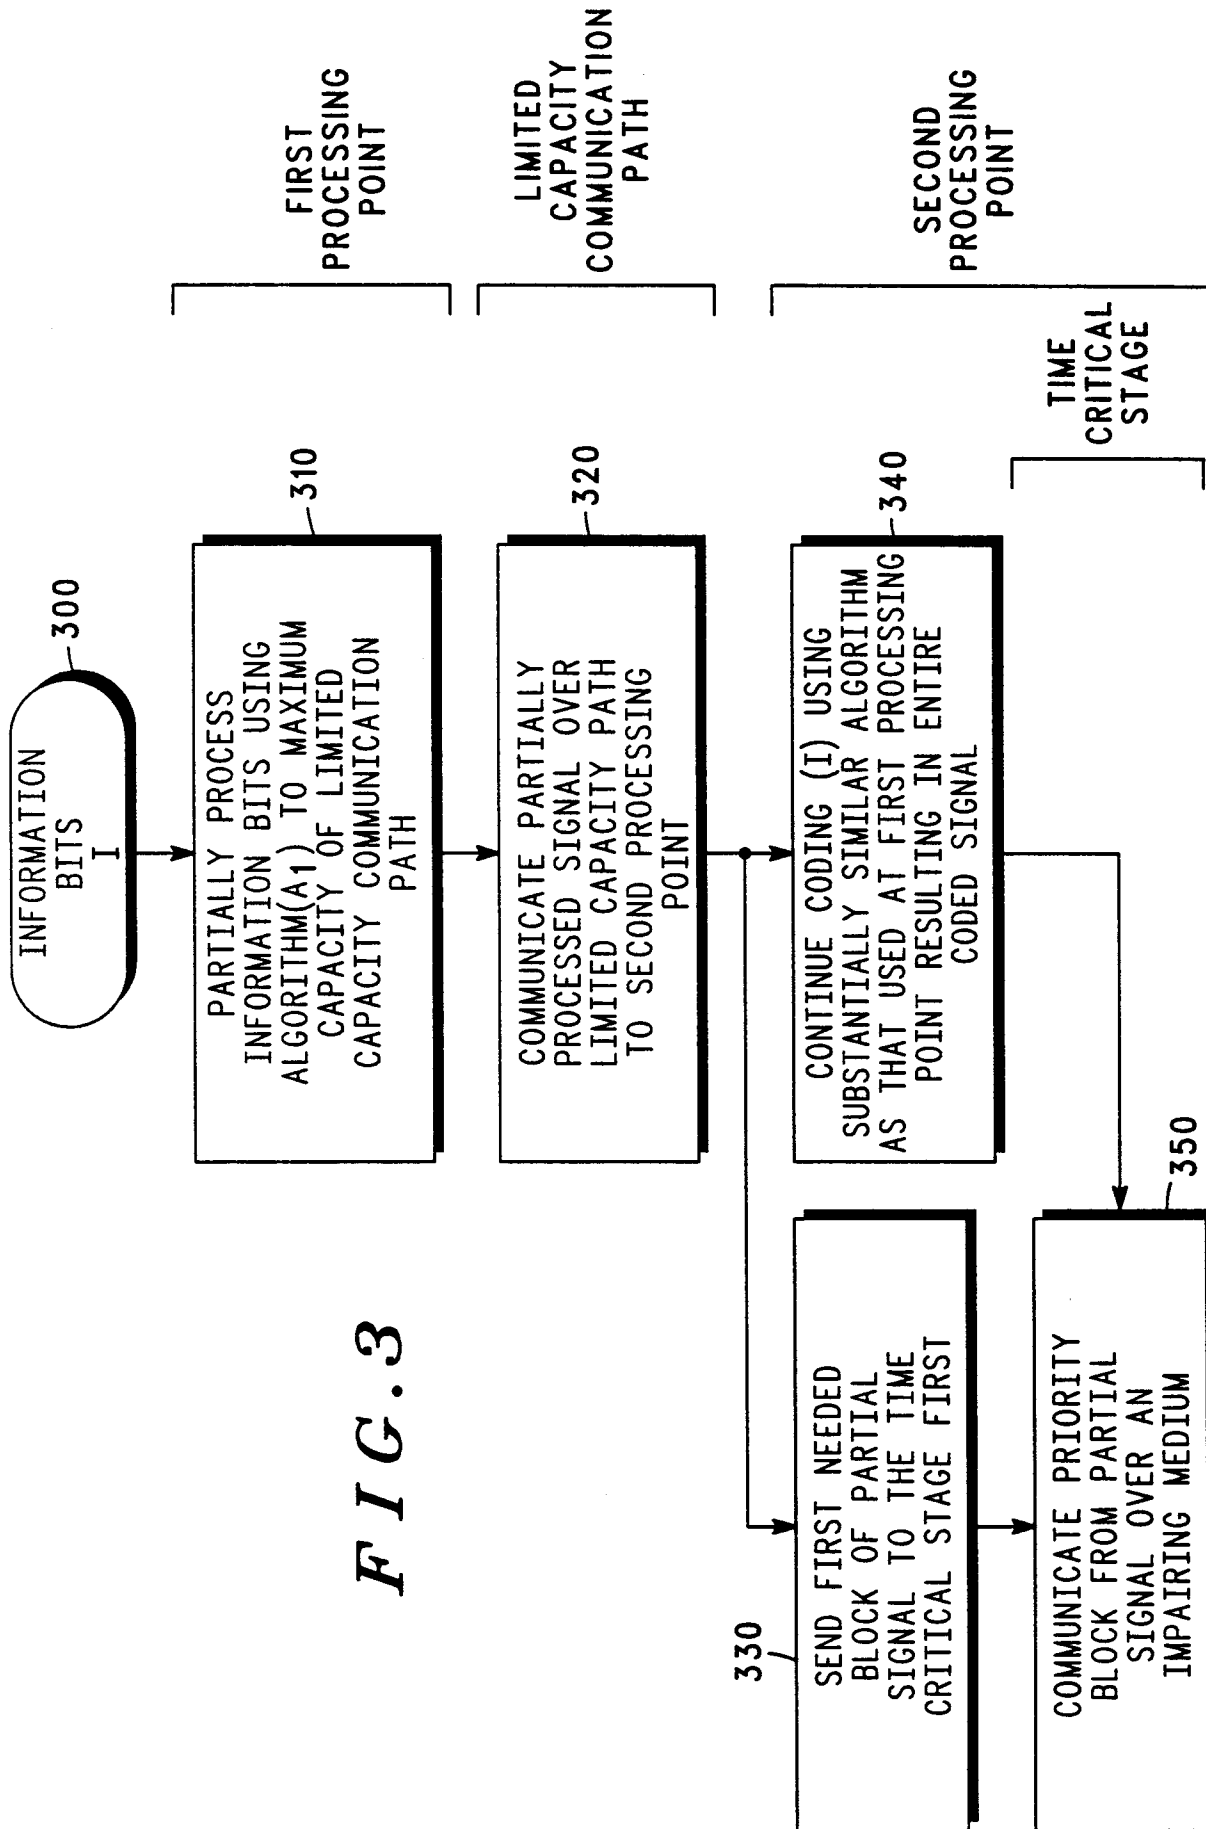 INFORMATION
BITS
I
300
PARTIALLY PROCESS
INFORMATION BITS USING
ALGORITHM(A1) TO MAXIMUM
CAPACITY OF LIMITED
CAPACITY COMMUNICATION
PATH
310
FIRST
PROCESSING
POINT
COMMUNICATE PARTIALLY
PROCESSED SIGNAL OVER
LIMITED CAPACITY PATH
TO SECOND PROCESSING
POINT
320
LIMITED
CAPACITY
COMMUNICATION
PATH
330
SEND FIRST NEEDED
BLOCK OF PARTIAL
SIGNAL TO THE TIME
CRITICAL STAGE FIRST
CONTINUE CODING (I) USING
SUBSTANTIALLY SIMILAR ALGORITHM
AS THAT USED AT FIRST PROCESSING
POINT RESULTING IN ENTIRE
CODED SIGNAL
340
SECOND
PROCESSING
POINT
COMMUNICATE PRIORITY
BLOCK FROM PARTIAL
SIGNAL OVER AN
IMPAIRING MEDIUM
350
TIME
CRITICAL
STAGE
FIG.3